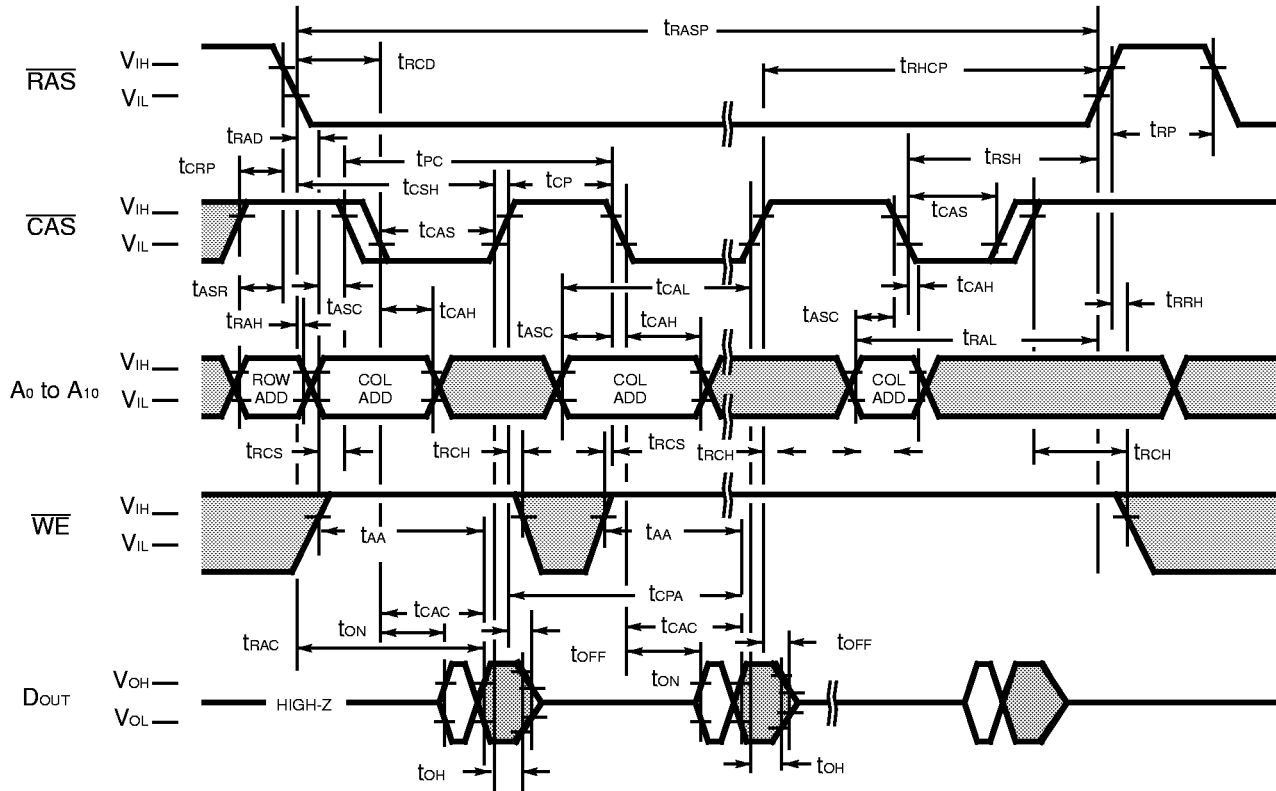 tRASP
VIH
tRCD
tRHCP
RAS
VIL
tRAD
tRP
tCRP
tPC
tRSH
tCSH
tCP
VIH
CAS
tCAS
tCAS
VIL
tASR
tASC
tCAL
tCAH
tRRH
tRAH
tCAH
tASC
tCAH
tASC
tRAL
VIH
A0 to A10
ROW ADD
COL ADD
COL ADD
COL ADD
VIL
tRCS
tRCH
tRCS
tRCH
tRCH
VIH
WE
VIL
tAA
tAA
tCPA
tCAC
tCAC
tON
tRAC
tOFF
tOFF
VOH
tON
DOUT
HIGH-Z
VOL
tOH
tOH